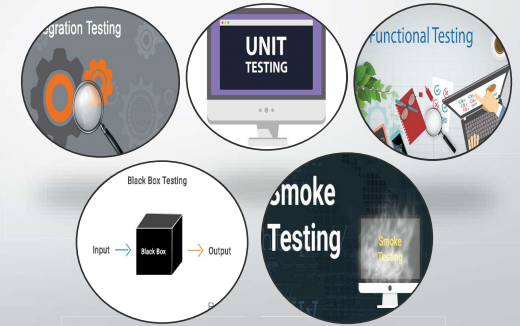 egration Testing
UNIT
TESTING
Functional Testing
Black Box Testing
Input
Black Box
Output
Smoke
Testing
Smoke
Testing